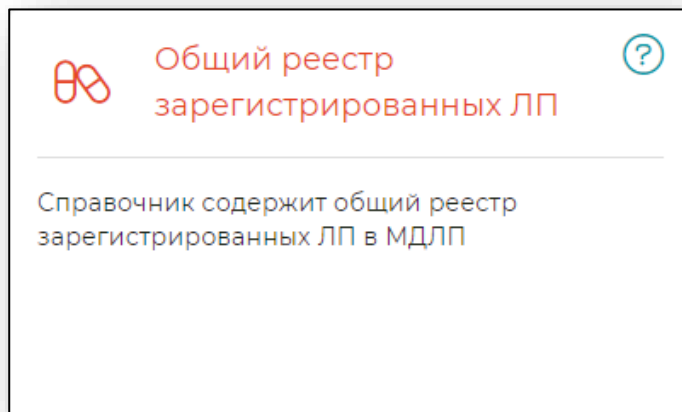 Общий реестр
зарегистрированных ЛП
?
Справочник содержит общий реестр
зарегистрированных ЛП в МДЛП